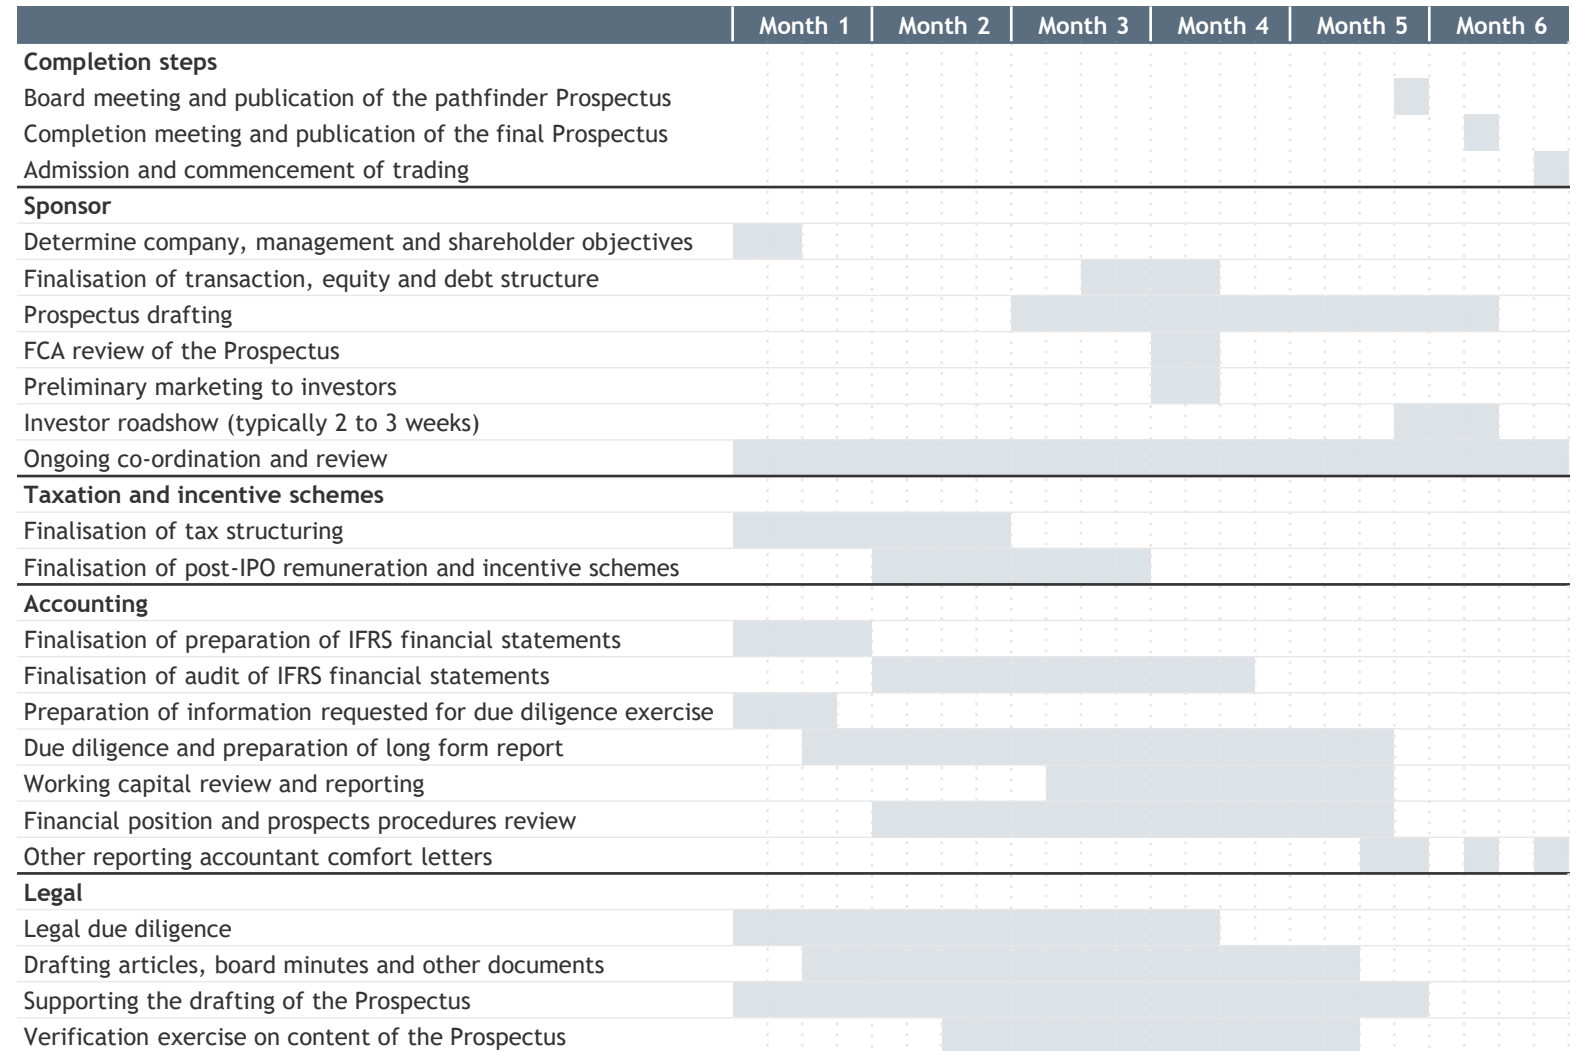 Month 1 Month 2 Month 3 Month 4 Month 5 Month 6
Completion steps
Board meeting and publication of the pathfinder Prospectus
Completion meeting and publication of the final Prospectus
Admission and commencement of trading
Sponsor
Determine company, management and shareholder objectives
Finalisation of transaction, equity and debt structure
Prospectus drafting
FCA review of the Prospectus
Preliminary marketing to investors
Investor roadshow (typically 2 to 3 weeks)
Ongoing co-ordination and review
Taxation and incentive schemes
Finalisation of tax structuring
Finalisation of post-IPO remuneration and incentive schemes
Accounting
Finalisation of preparation of IFRS financial statements
Finalisation of audit of IFRS financial statements
Preparation of information requested for due diligence exercise
Due diligence and preparation of long form report
Working capital review and reporting
Financial position and prospects procedures review
Other reporting accountant comfort letters
Legal
Legal due diligence
Drafting articles, board minutes and other documents
Supporting the drafting of the Prospectus
Verification exercise on content of the Prospectus